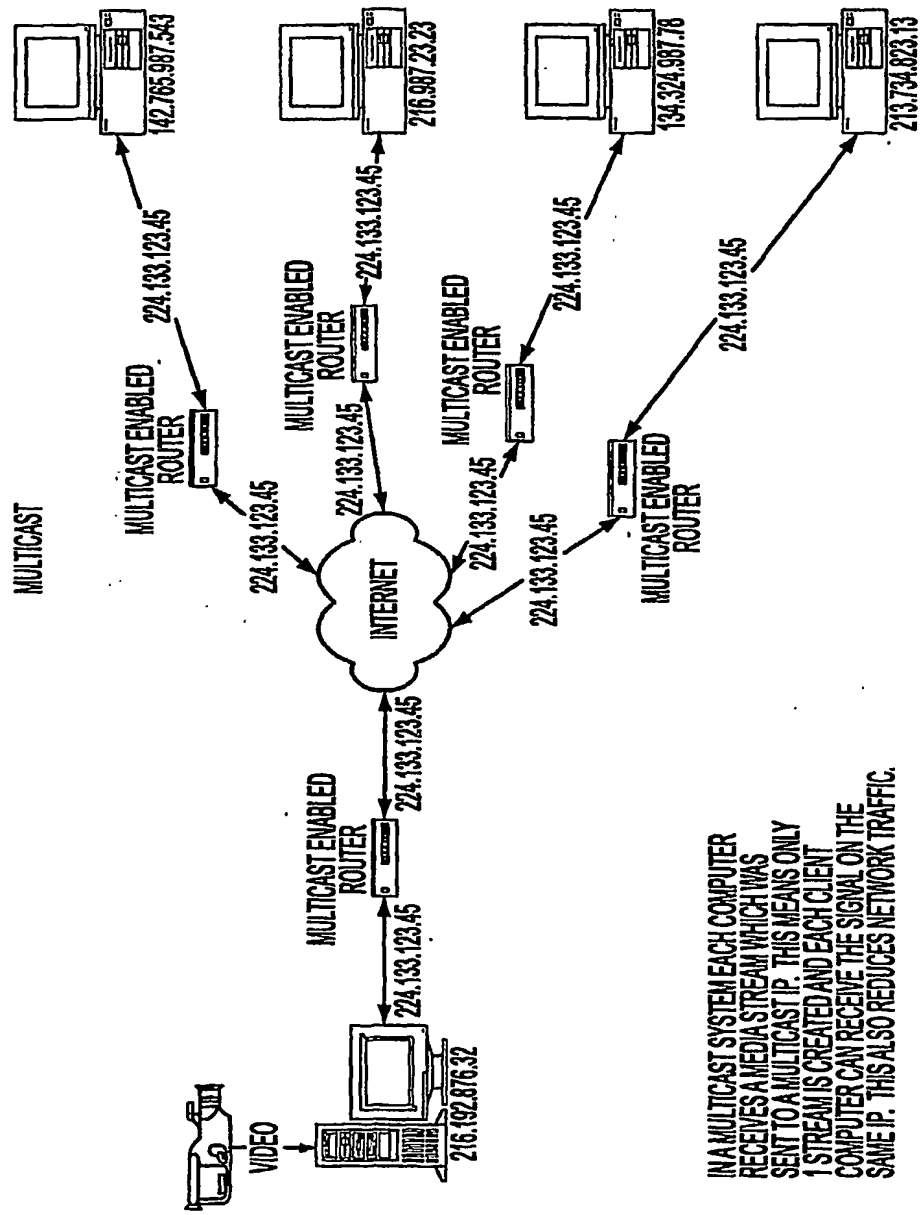 MULTICAST
VIDEO
216.192.876.32
224.133.123.45
MULTICAST ENABLED
ROUTER
224.133.123.45
INTERNET
224.133.123.45
MULTICAST ENABLED
ROUTER
224.133.123.45
142.765.987.543
224.133.123.45
MULTICAST ENABLED
ROUTER
224.133.123.45
216.987.23.23
224.133.123.45
MULTICAST ENABLED
ROUTER
224.133.123.45
134.324.987.78
224.133.123.45
MULTICAST ENABLED
ROUTER
224.133.123.45
213.734.823.13
IN A MULTICAST SYSTEM EACH COMPUTER
RECEIVES A MEDIA STREAM WHICH WAS
SENT TO A MULTICAST IP. THIS MEANS ONLY
1 STREAM IS CREATED AND EACH CLIENT
COMPUTER CAN RECEIVE THE SIGNAL ON THE
SAME IP. THIS ALSO REDUCES NETWORK TRAFFIC.